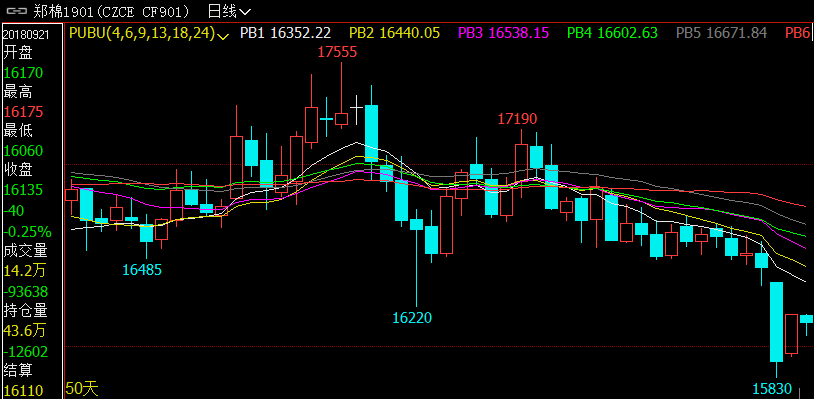 郑棉1901(CZCE CF901) 日线
20180921
PUBU(4,6,9,13,18,24) PB1 16352.22 PB2 16440.05 PB3 16538.15 PB4 16602.63 PB5 16671.84 PB6
开盘
16170
最高
16175
最低
16060
收盘
16135
-40
-0.25%
成交量
14.2万
-93638
持仓量
43.6万
-12602
结算
16110
17555
17190
16485
16220
15830
50天